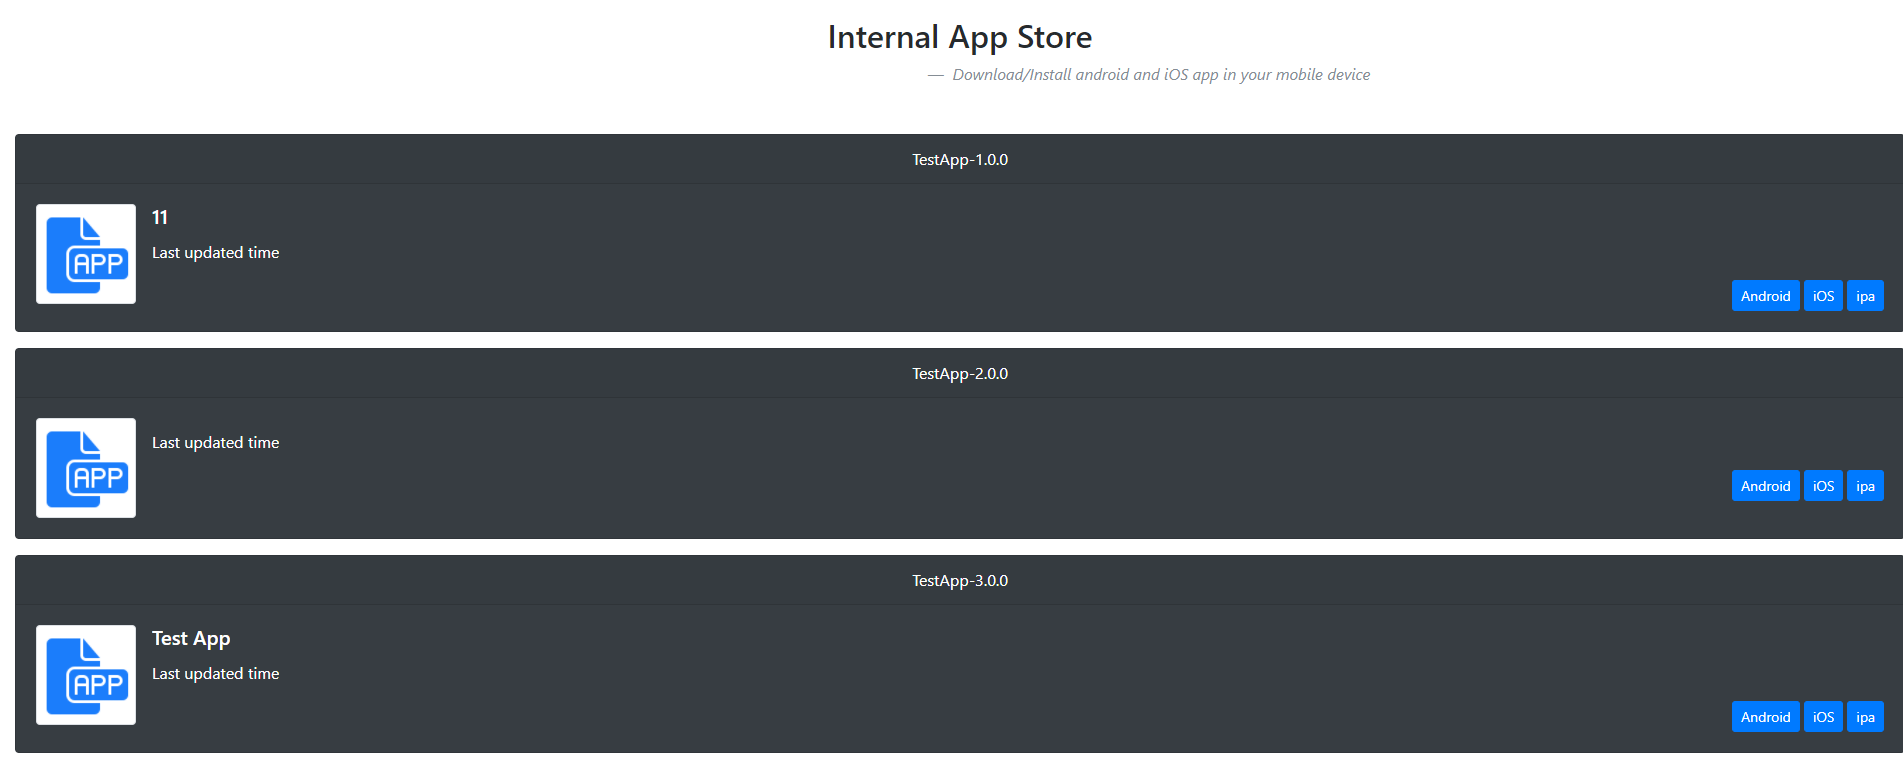 Internal App Store
— Download/Install android and iOS app in your mobile device
TestApp-1.0.0
11
APP
Last updated time
Android iOS ipa
TestApp-2.0.0
APP
Last updated time
Android iOS ipa
TestApp-3.0.0
Test App
APP
Last updated time
Android iOS ipa